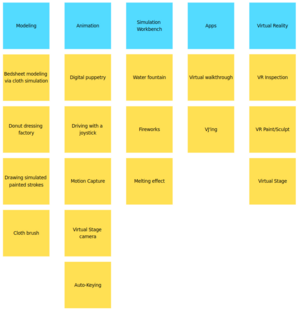 Modeling
Animation
Simulation
Workbench
Apps
Virtual Reality
Bedsheet modeling
via cloth simulation
Digital puppetry
Water fountain
Virtual walkthrough
VR Inspection
Donut dressing
factory
Driving with a
joystick
Fireworks
VJ'ing
VR Paint/Sculpt
Drawing simulated
painted strokes
Motion Capture
Melting effect
Virtual Stage
Cloth brush
Virtual Stage
camera
Auto-Keying